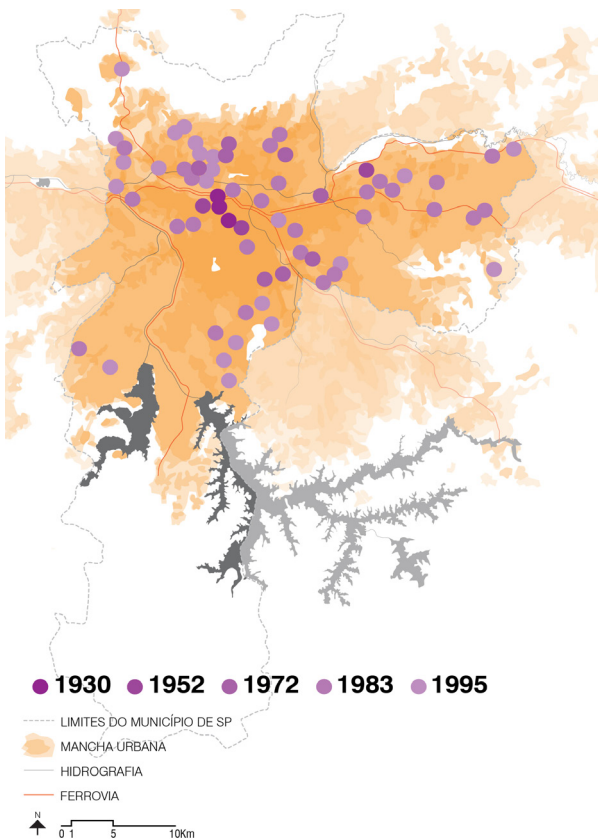 1930 1952 1972 1983 1995
LIMITES DO MUNICÍPIO DE SP
MANCHA URBANA
HIDROGRAFIA
FERROVIA
N
0 1 5 10Km